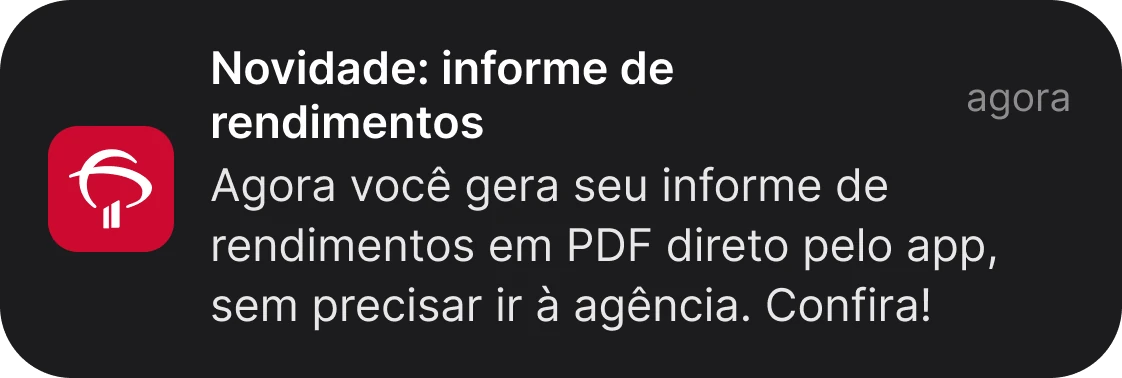 Novidade: informe de
rendimentos
agora
Agora você gera seu informe de
rendimentos em PDF direto pelo app,
sem precisar ir à agência. Confira!